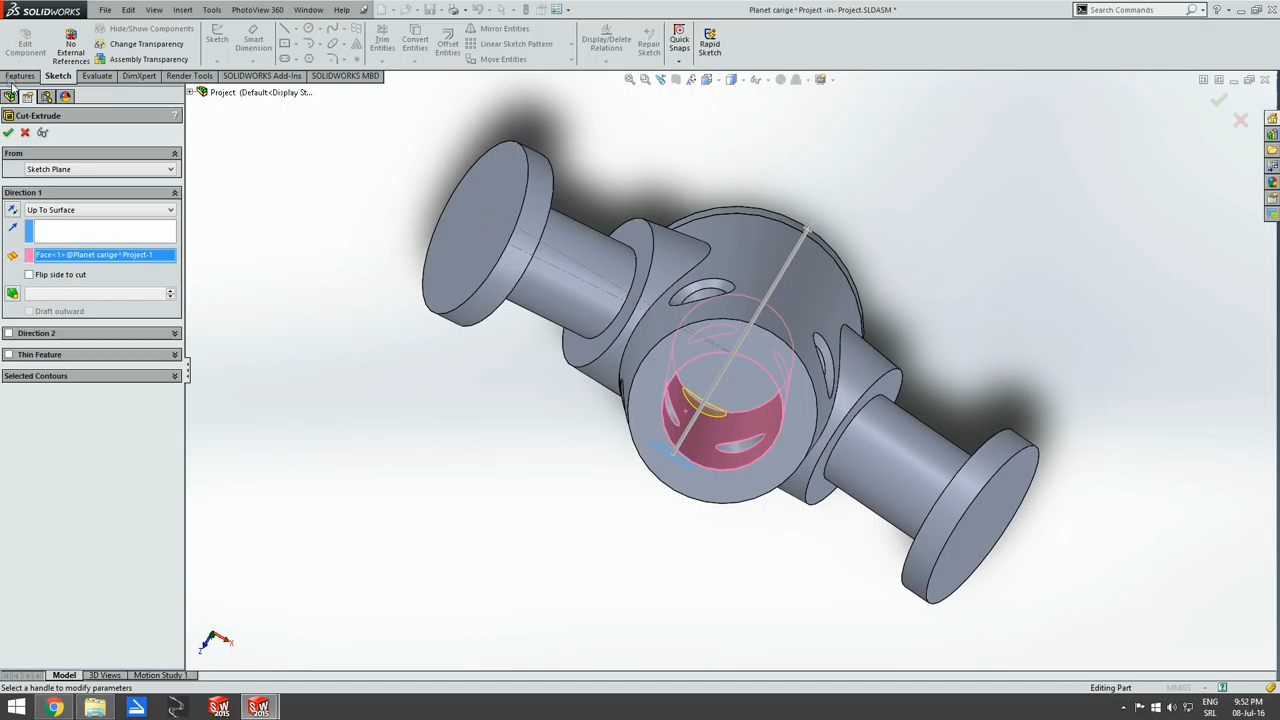 SOLIDWORKS File Edit View Insert Tools PhotoView 360 Window Help Planet carige^Project -in- Project.SLDASM * Search Commands
Edit Component
No External References
Hide/Show Components
Change Transparency
Assembly Transparency
Sketch
Smart Dimension
Trim Entities
Convert Entities
Offset Entities
Mirror Entities
Linear Sketch Pattern
Move Entities
Display/Delete Relations
Repair Sketch
Quick Snaps
Rapid Sketch
Features Sketch Evaluate DimXpert Render Tools SOLIDWORKS Add-Ins SOLIDWORKS MBD
Project (Default<Display St...
Cut-Extrude ?
From
Sketch Plane
Direction 1
Up To Surface
Face<1>@Planet carige^Project-1
Flip side to cut
Draft outward
Direction 2
Thin Feature
Selected Contours
X
Z
Model 3D Views Motion Study 1
Select a handle to modify parameters Editing Part MMGS
2015 2015 ENG 9:52 PM
SRL 08-Jul-16